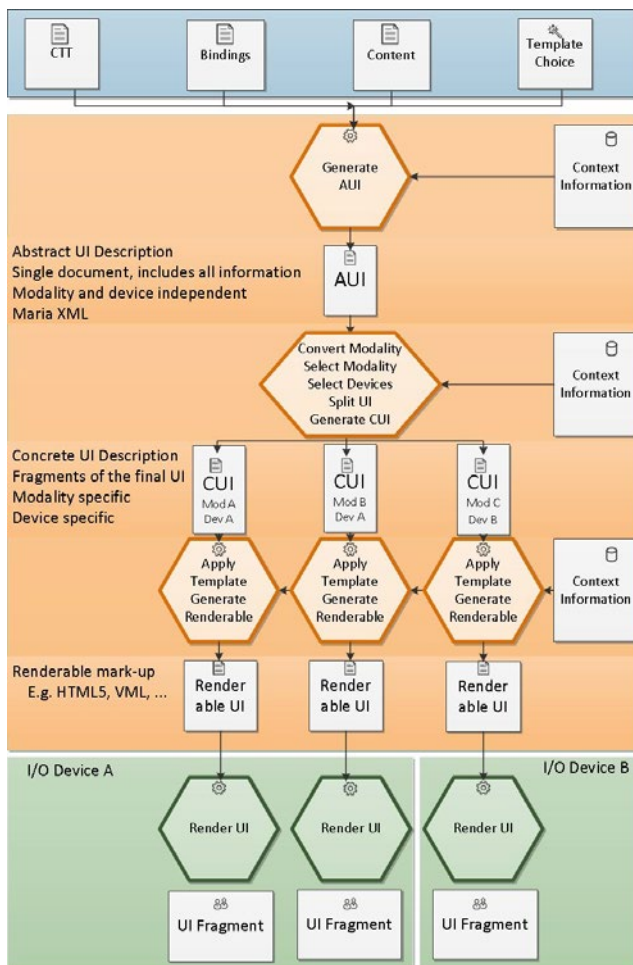 CTT
Bindings
Content
Template
Choice
Generate
AUI
Context
Information
Abstract UI Description
Single document, includes all information
Modality and device independent
Maria XML
AUI
Convert Modality
Select Modality
Select Devices
Split UI
Generate CUI
Context
Information
Concrete UI Description
Fragments of the final UI
Modality specific
Device specific
CUI
Mod A
Dev A
CUI
Mod B
Dev A
CUI
Mod C
Dev B
Apply
Template
Generate
Renderable
Apply
Template
Generate
Renderable
Apply
Template
Generate
Renderable
Context
Information
Renderable mark-up
E.g. HTML5, VML, ...
Render
able UI
Render
able UI
Render
able UI
I/O Device A
I/O Device B
Render UI
Render UI
Render UI
UI Fragment
UI Fragment
UI Fragment